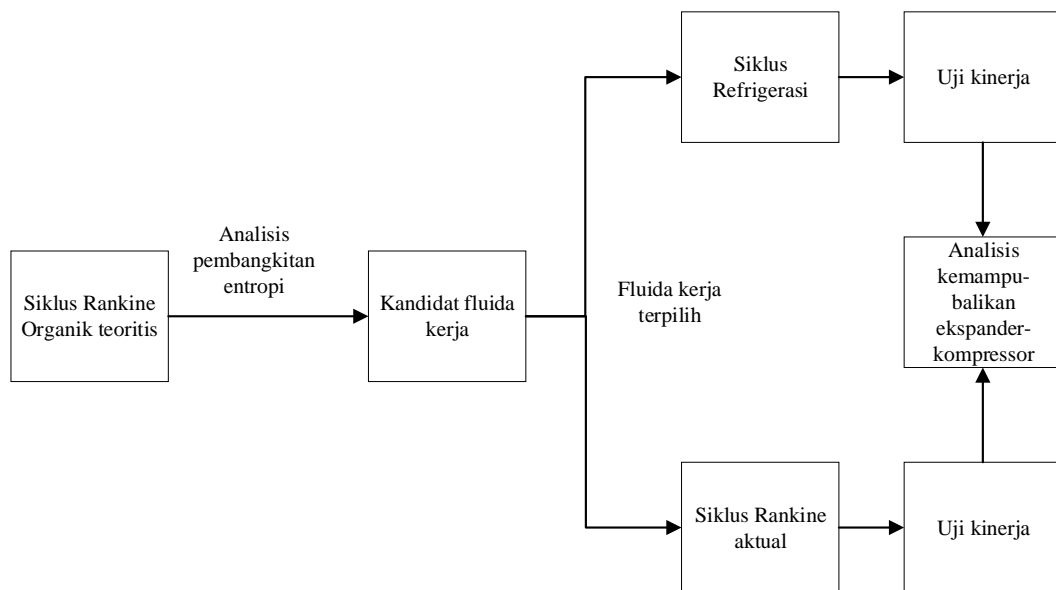 Siklus Rankine
Organik teoritis
Analisis
pembangkitan
entropi
Kandidat fluida
kerja
Fluida kerja
terpilih
Siklus
Refrigerasi
Uji kinerja
Analisis
kemampu-
balikan
ekspander-
kompressor
Siklus Rankine
aktual
Uji kinerja